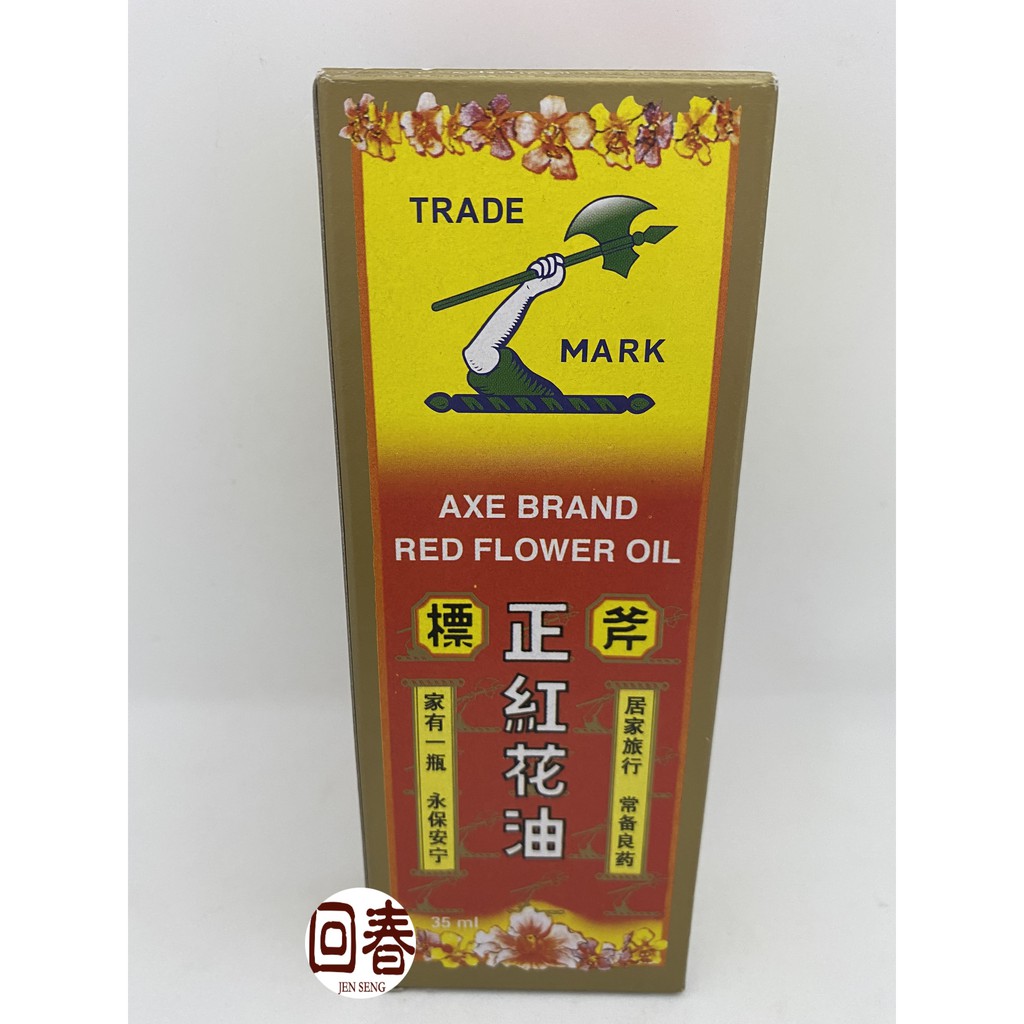 TRADE
MARK
AXE BRAND
RED FLOWER OIL
斧標
正紅花油
居家旅行 常备良药
家有一瓶 永保安宁
35 ml
回春
JEN SENG